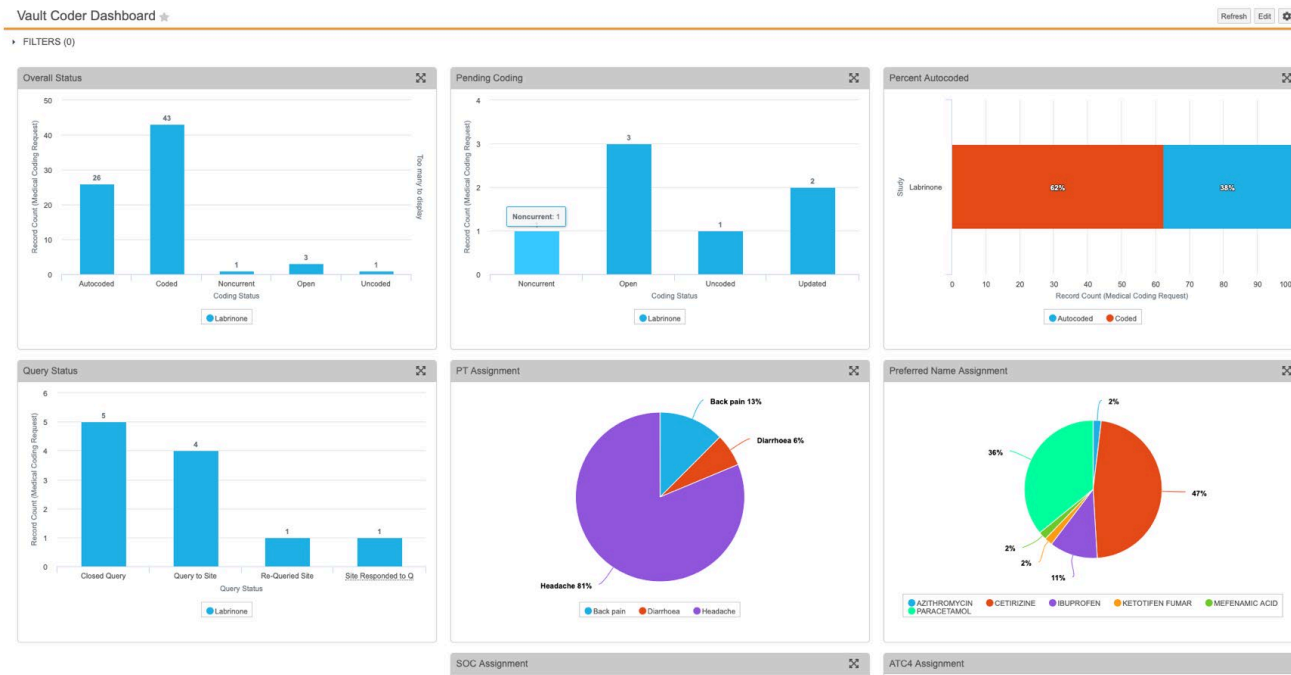 Vault Coder Dashboard
Refresh Edit
FILTERS (0)
Overall Status
50
40
30
20
10
0
Record Count (Medical Coding Request)
26
43
1
3
1
Too many to display
Autocoded Coded Noncurrent Open Uncoded
Coding Status
Labrinone
Pending Coding
4
3
2
1
0
Record Count (Medical Coding Request)
Noncurrent: 1
3
1
2
Noncurrent Open Uncoded Updated
Coding Status
Labrinone
Percent Autocoded
Study
Labrinone
62% 38%
0 10 20 30 40 50 60 70 80 90 100
Record Count (Medical Coding Request)
Autocoded Coded
Query Status
6
5
4
3
2
1
0
Record Count (Medical Coding Request)
5
4
1
1
Closed Query Query to Site Re-Queried Site Site Responded to Q
Query Status
Labrinone
PT Assignment
Back pain 13%
Diarrhoea 6%
Headache 81%
Back pain Diarrhoea Headache
Preferred Name Assignment
2%
36%
47%
2%
2%
11%
AZITHROMYCIN CETIRIZINE IBUPROFEN KETOTIFEN FUMAR MEFENAMIC ACID
PARACETAMOL
SOC Assignment
ATC4 Assignment